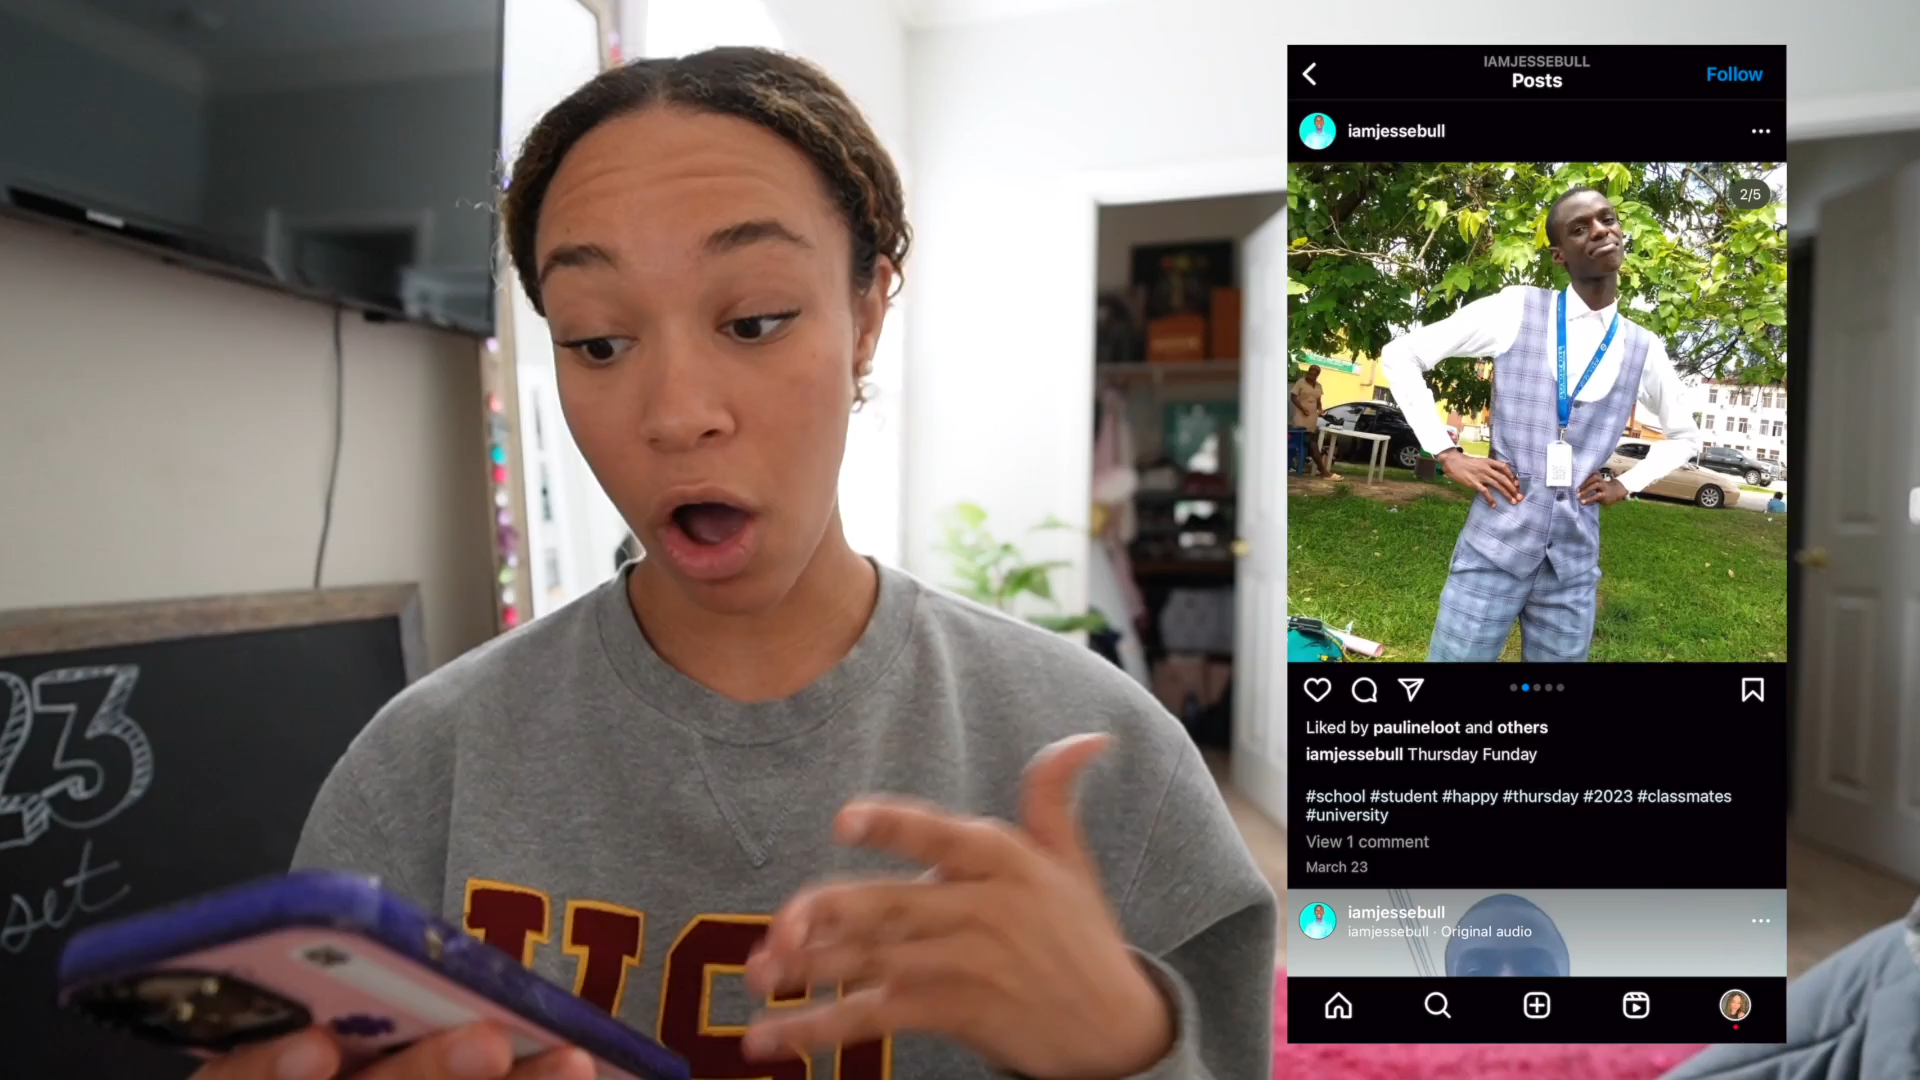 23
set
USC
IAMJESSEBULL
Posts
Follow
iamjessebull
2/5
Liked by paulineloot and others
iamjessebull Thursday Funday
#school #student #happy #thursday #2023 #classmates
#university
View 1 comment
March 23
iamjessebull
iamjessebull · Original audio